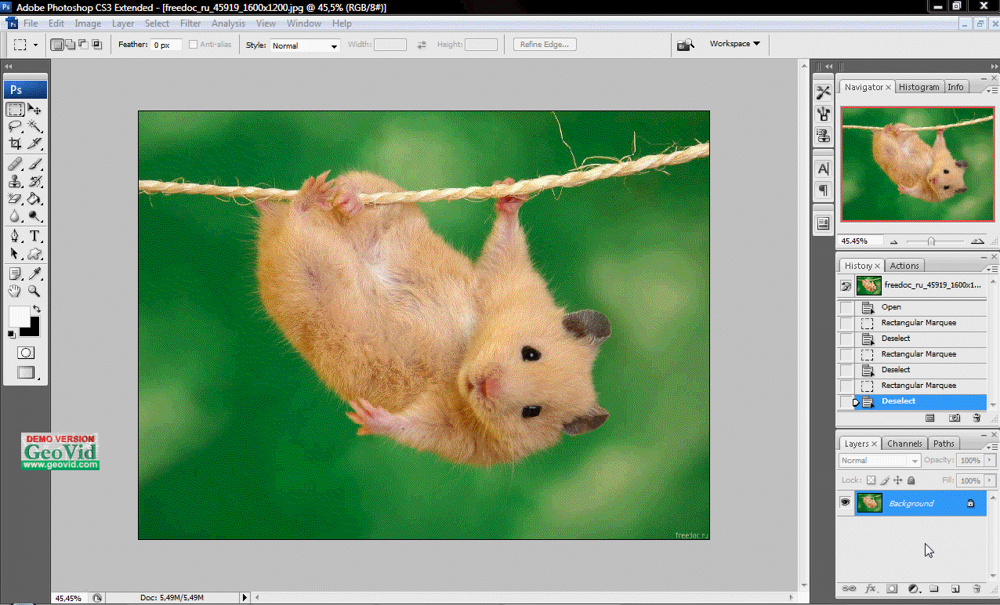 Adobe Photoshop CS3 Extended - [freedoc_ru_45919_1600x1200.jpg @ 45,5% (RGB/8#)]
File Edit Image Layer Select Filter Analysis View Window Help
Feather: 0 px Anti-alias Style: Normal Width: Height: Refine Edge... Workspace
Ps
Navigator Histogram Info
45.45%
History Actions
freedoc_ru_45919_1600x1...
Open
Rectangular Marquee
Deselect
Rectangular Marquee
Deselect
Rectangular Marquee
Deselect
DEMO VERSION
GeoVid
www.geovid.com
Layers Channels Paths
Normal Opacity: 100%
Lock: Fill: 100%
Background
freedoc.ru
45,45% Doc: 5,49M/5,49M